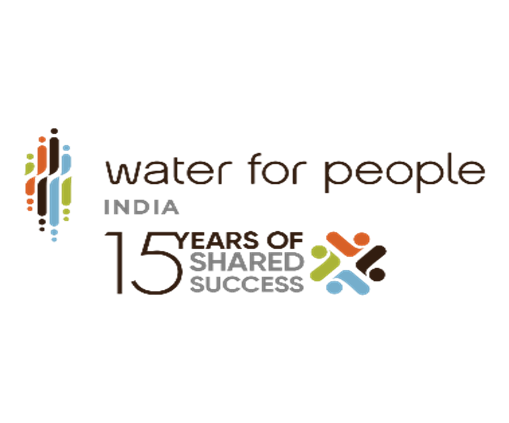 water for people
INDIA
15 YEARS OF
SHARED
SUCCESS